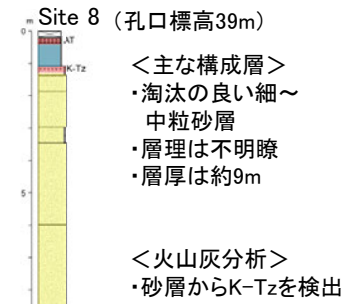 m Site 8 (孔口標高39m)
0
AT
K-Tz
5
＜主な構成層＞
・淘汰の良い細～
中粒砂層
・層理は不明瞭
・層厚は約9m
＜火山灰分析＞
・砂層からK-Tzを検出